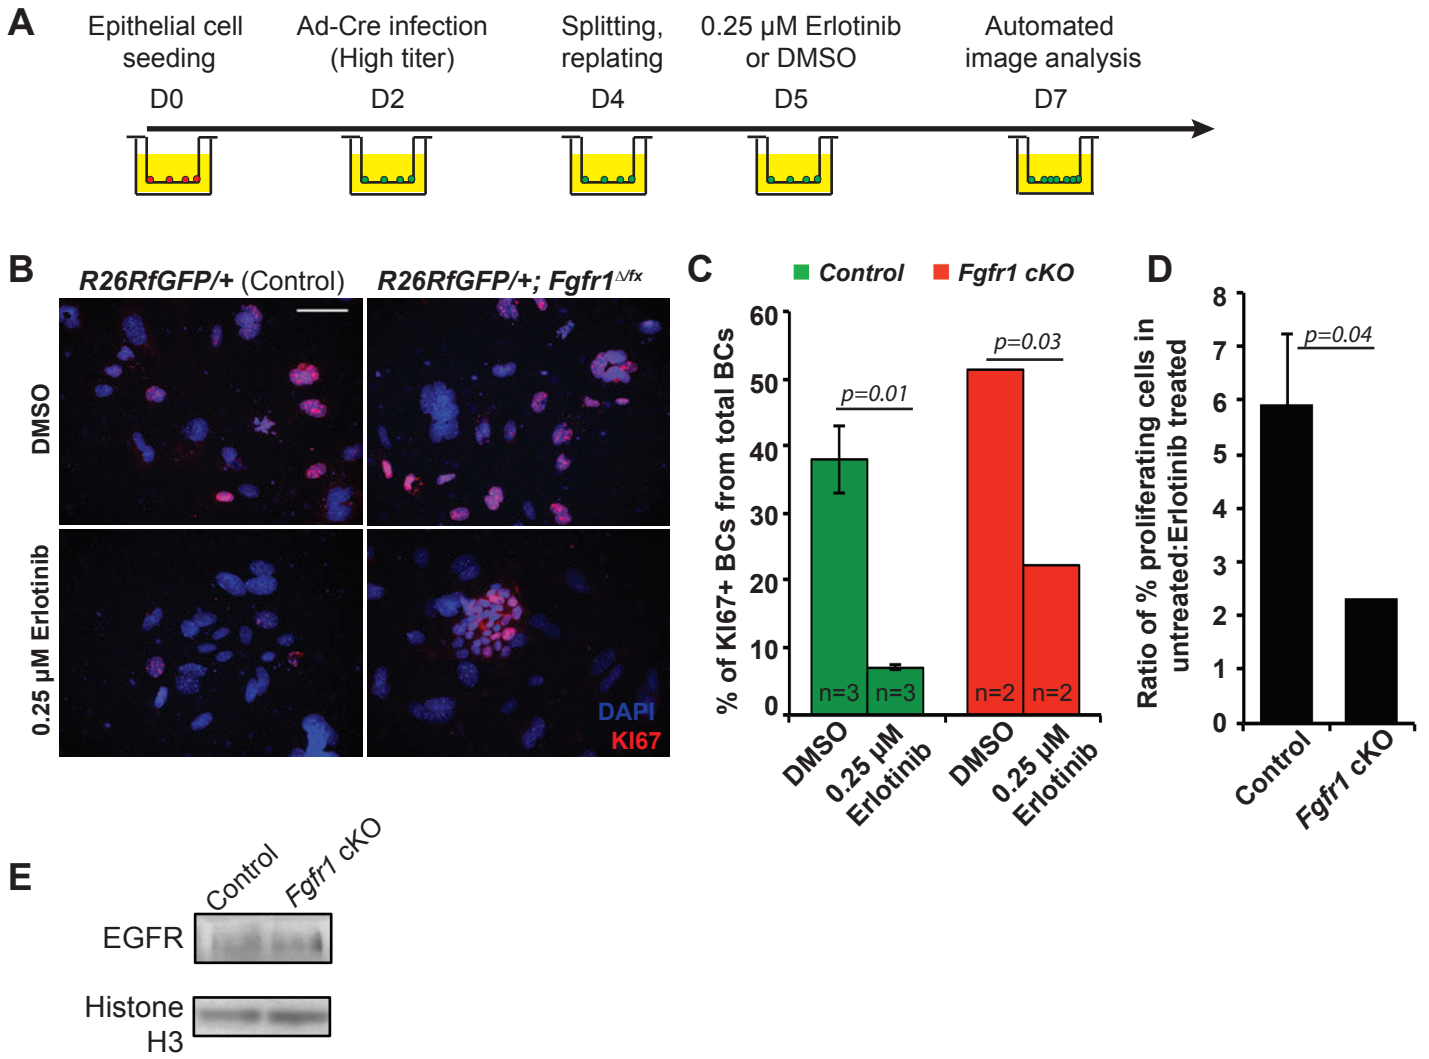 A
Epithelial cell
seeding
D0
Ad-Cre infection
(High titer)
D2
Splitting,
replating
D4
0.25 µM Erlotinib
or DMSO
D5
Automated
image analysis
D7
B
R26RfGFP/+ (Control)
R26RfGFP/+; Fgfr1Δ/fx
DMSO
0.25 µM Erlotinib
DAPI
KI67
C
Control
Fgfr1 cKO
% of KI67+ BCs from total BCs
60
50
40
30
20
10
0
p=0.01
p=0.03
n=3
n=3
n=2
n=2
DMSO
0.25 µM
Erlotinib
DMSO
0.25 µM
Erlotinib
D
Ratio of % proliferating cells in
untreated:Erlotinib treated
8
7
6
5
4
3
2
1
0
p=0.04
Control
Fgfr1 cKO
E
Control
Fgfr1 cKO
EGFR
Histone
H3